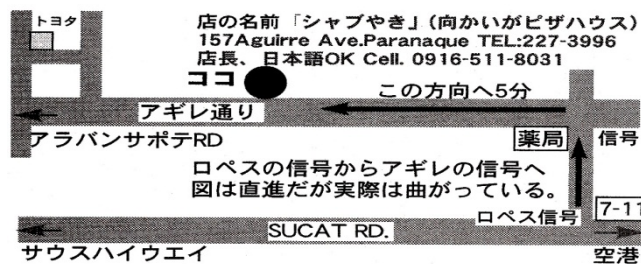 トヨタ
店の名前「シャブやき」(向かいがピザハウス)
157Aguirre Ave.Paranaque TEL:227-3996
店長、日本語OK Cell. 0916-511-8031
ココ
この方向へ5分
アギレ通り
アラバンサポテRD
薬局
信号
ロペスの信号からアギレの信号へ
図は直進だが実際は曲がっている。
7-11
ロペス信号
SUCAT RD.
サウスハイウエイ
空港